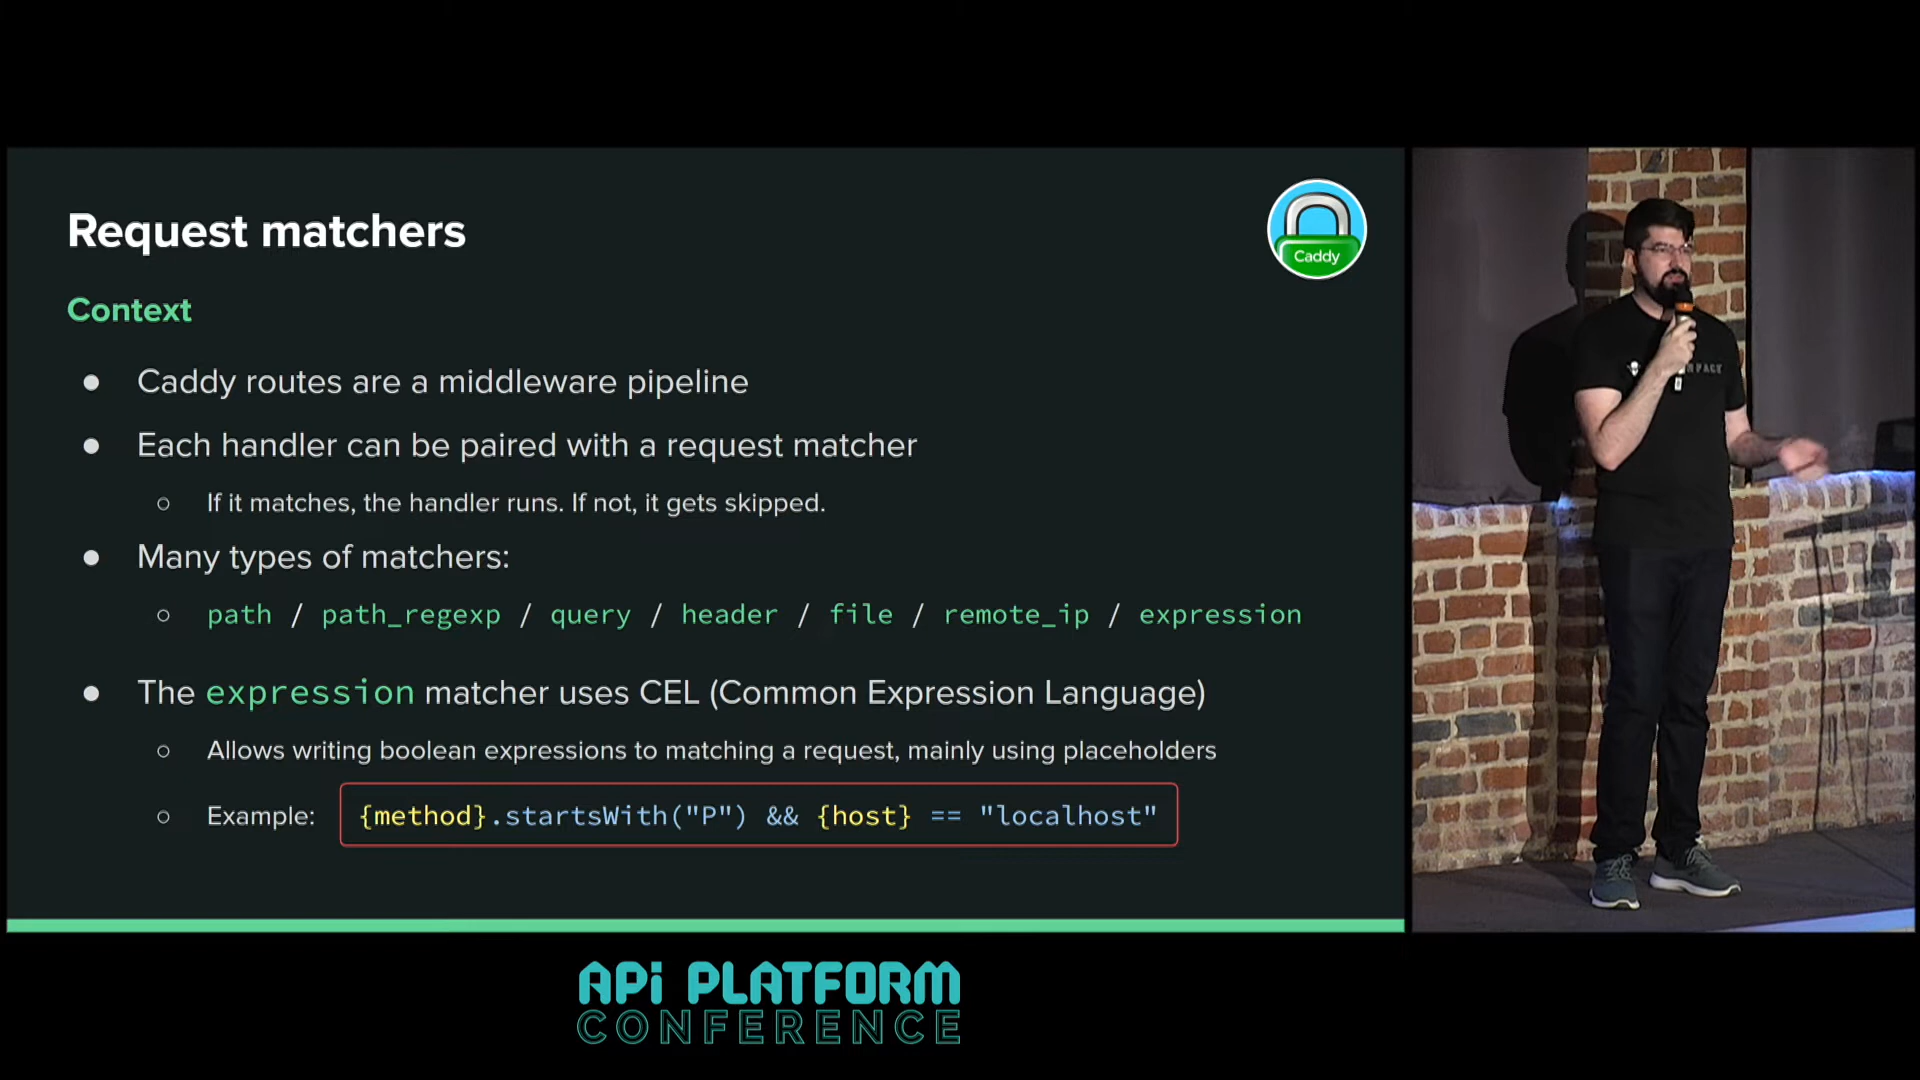 Request matchers
Caddy
Context
● Caddy routes are a middleware pipeline
● Each handler can be paired with a request matcher
○ If it matches, the handler runs. If not, it gets skipped.
● Many types of matchers:
○ path / path_regexp / query / header / file / remote_ip / expression
● The expression matcher uses CEL (Common Expression Language)
○ Allows writing boolean expressions to matching a request, mainly using placeholders
○ Example: {method}.startsWith("P") && {host} == "localhost"
APi PLATFORM
CONFERENCE